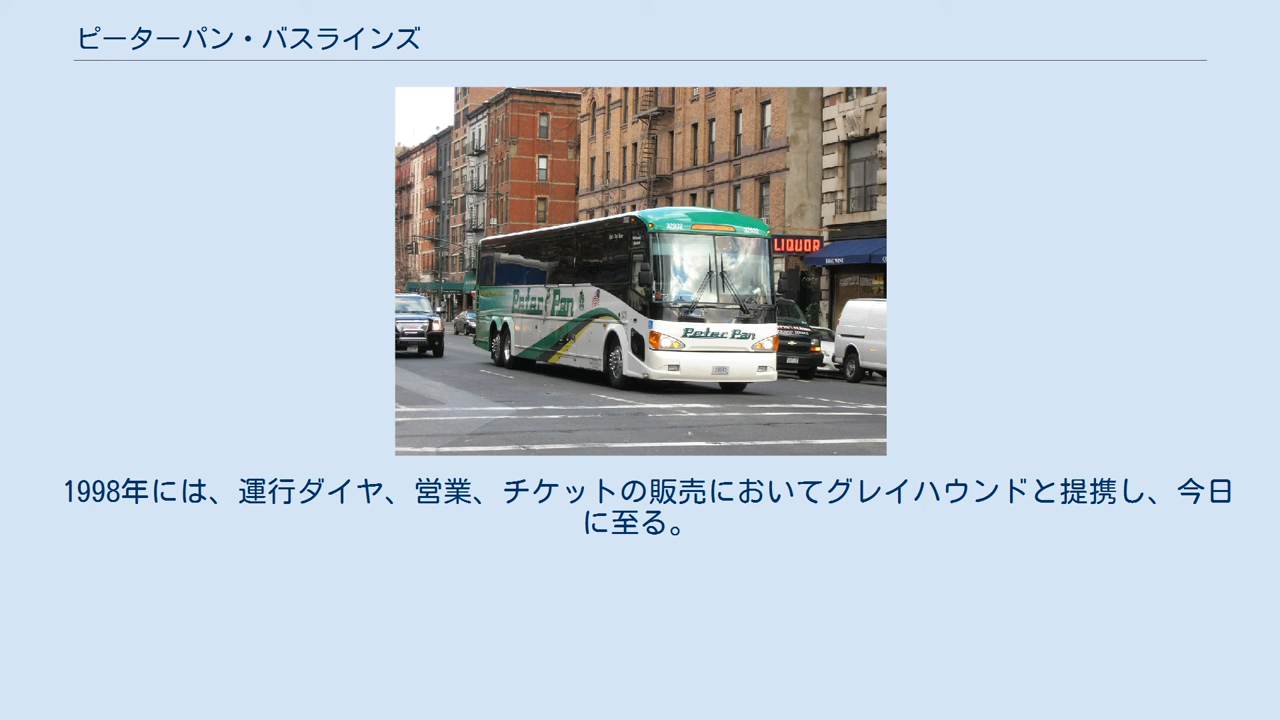 ピーターパン・バスラインズ
32932
32932
LIQUOR
Peter Pan
Peter Pan
1998年には、運行ダイヤ、営業、チケットの販売においてグレイハウンドと提携し、今日
に至る。